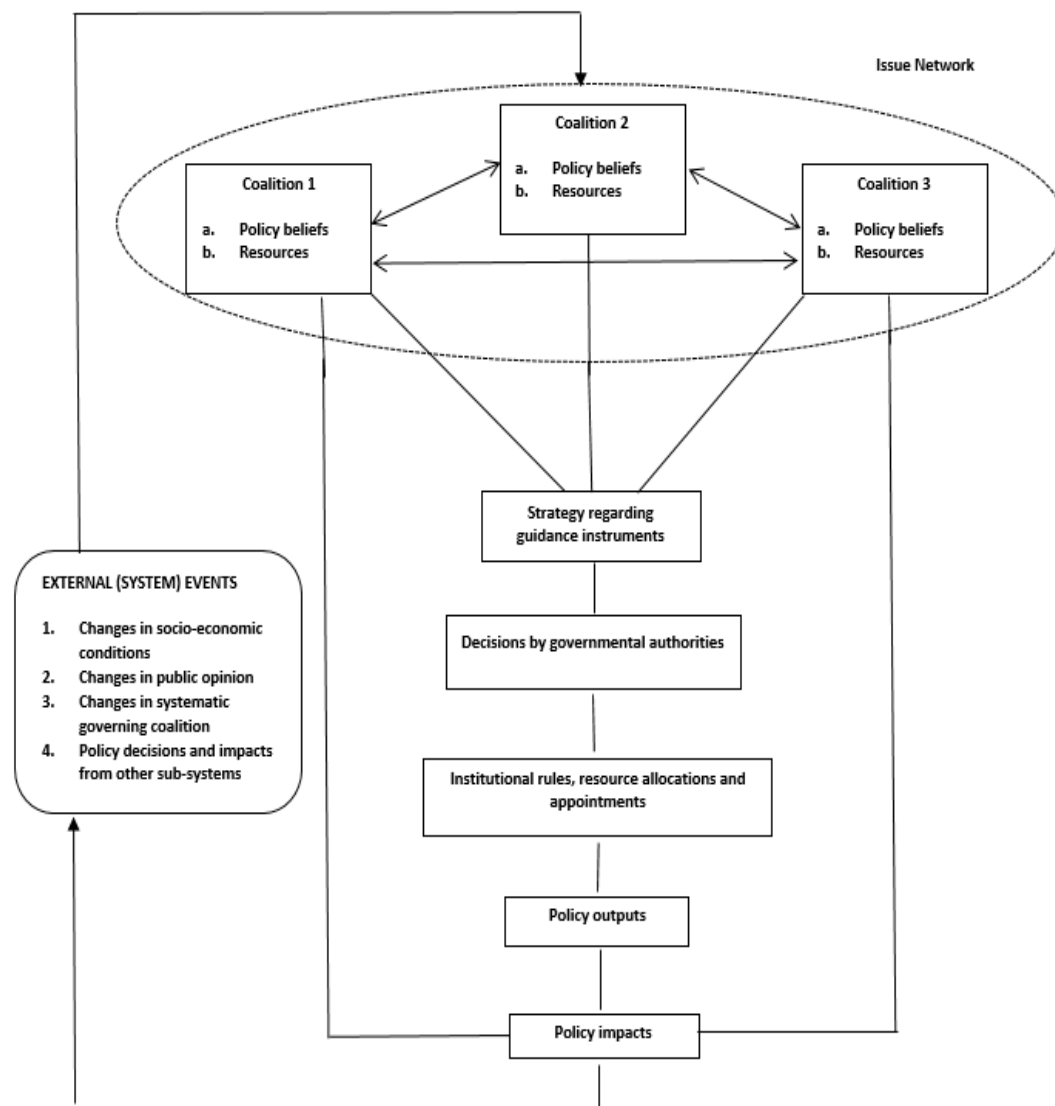 Issue Network
Coalition 2
a. Policy beliefs
b. Resources
Coalition 1
a. Policy beliefs
b. Resources
Coalition 3
a. Policy beliefs
b. Resources
Strategy regarding
guidance instruments
EXTERNAL (SYSTEM) EVENTS
1. Changes in socio-economic
conditions
2. Changes in public opinion
3. Changes in systematic
governing coalition
4. Policy decisions and impacts
from other sub-systems
Decisions by governmental authorities
Institutional rules, resource allocations and
appointments
Policy outputs
Policy impacts